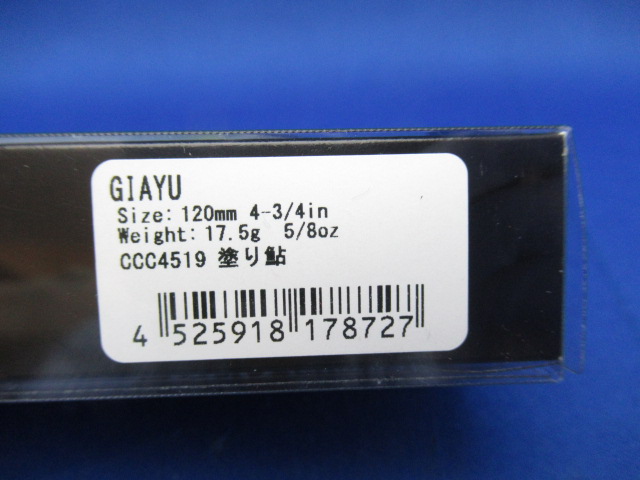 GIAYU
Size: 120mm 4-3/4in
Weight: 17.5g 5/8oz
CCC4519 塗り鮎
4 525918 178727